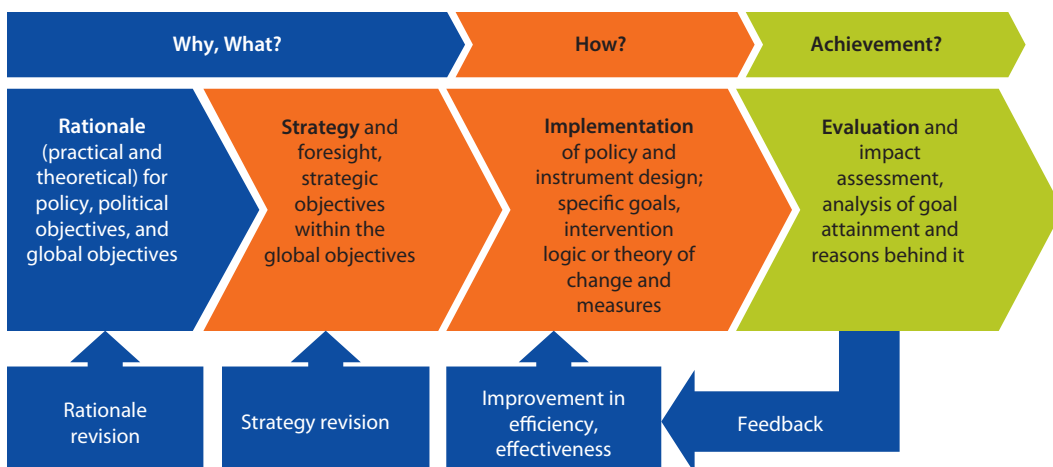 Why, What?
How?
Achievement?
Rationale
(practical and
theoretical) for
policy, political
objectives, and
global objectives
Strategy and
foresight,
strategic
objectives
within the
global objectives
Implementation
of policy and
instrument design;
specific goals,
intervention
logic or theory of
change and
measures
Evaluation and
impact
assessment,
analysis of goal
attainment and
reasons behind it
Rationale
revision
Strategy revision
Improvement in
efficiency,
effectiveness
Feedback